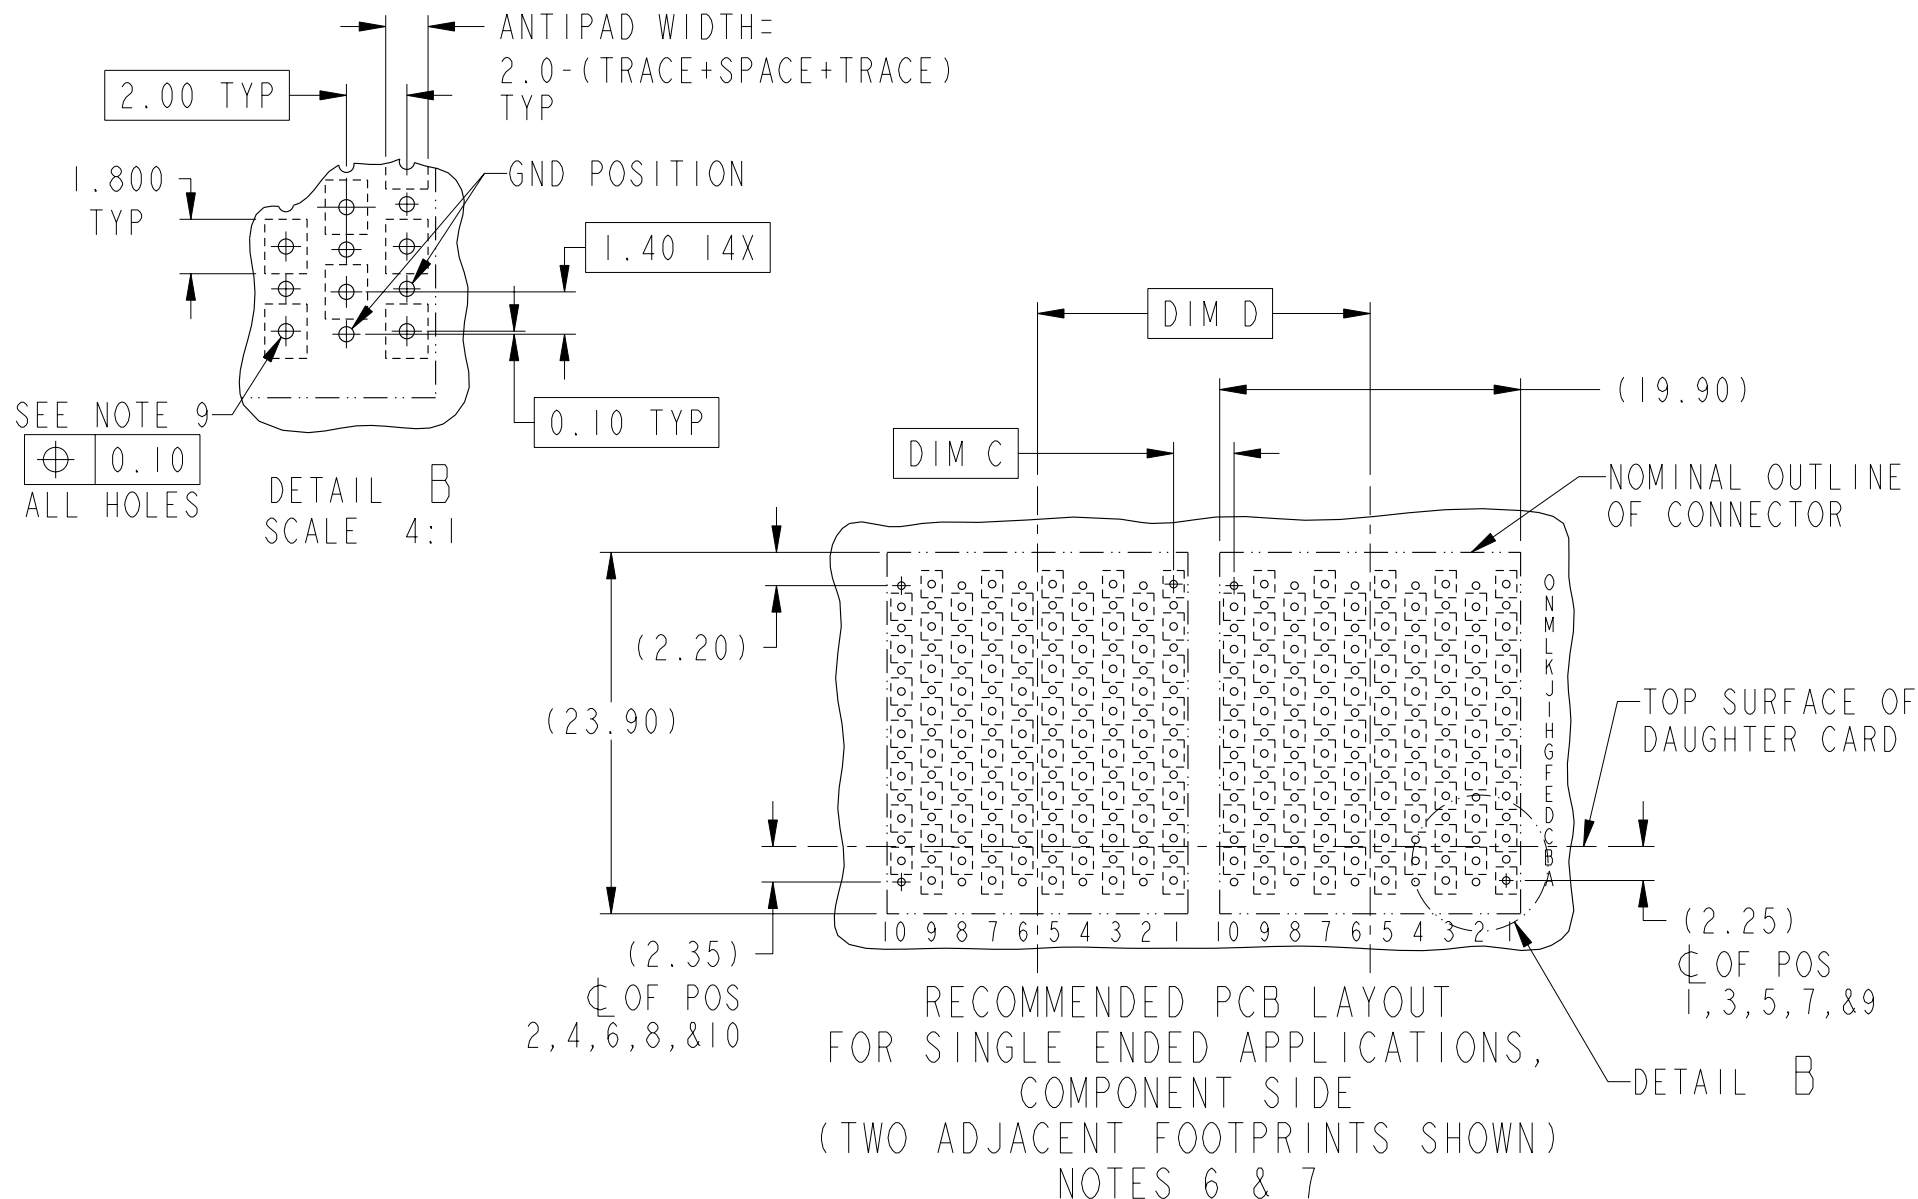 ANTIPAD WIDTH=
2.0-(TRACE+SPACE+TRACE)
TYP
2.00 TYP
1.800
TYP
GND POSITION
1.40 14X
0.10 TYP
SEE NOTE 9
⌖ 0.10
ALL HOLES
DETAIL B
SCALE 4:1
DIM D
(19.90)
DIM C
NOMINAL OUTLINE
OF CONNECTOR
(2.20)
(23.90)
O
N
M
L
K
J
I
H
G
F
E
D
C
B
A
TOP SURFACE OF
DAUGHTER CARD
10 9 8 7 6 5 4 3 2 1
10 9 8 7 6 5 4 3 2 1
(2.35)
℄ OF POS
2,4,6,8,&10
(2.25)
℄ OF POS
1,3,5,7,&9
DETAIL B
RECOMMENDED PCB LAYOUT
FOR SINGLE ENDED APPLICATIONS,
COMPONENT SIDE
(TWO ADJACENT FOOTPRINTS SHOWN)
NOTES 6 & 7